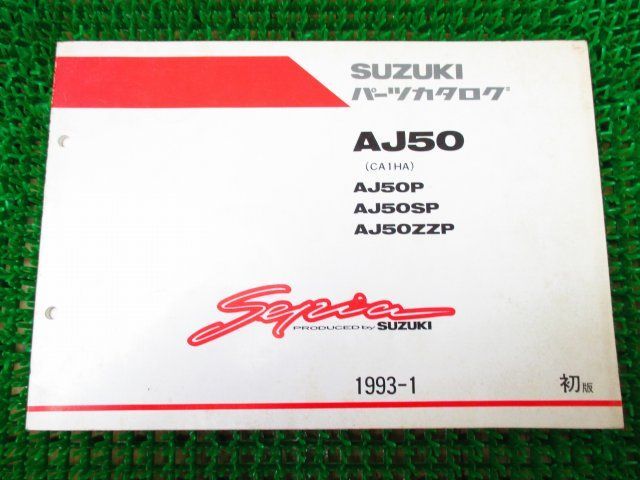 SUZUKI
パーツカタログ
AJ50
(CA1HA)
AJ50P
AJ50SP
AJ50ZZP
Sepia
PRODUCED by SUZUKI
1993-1
初版